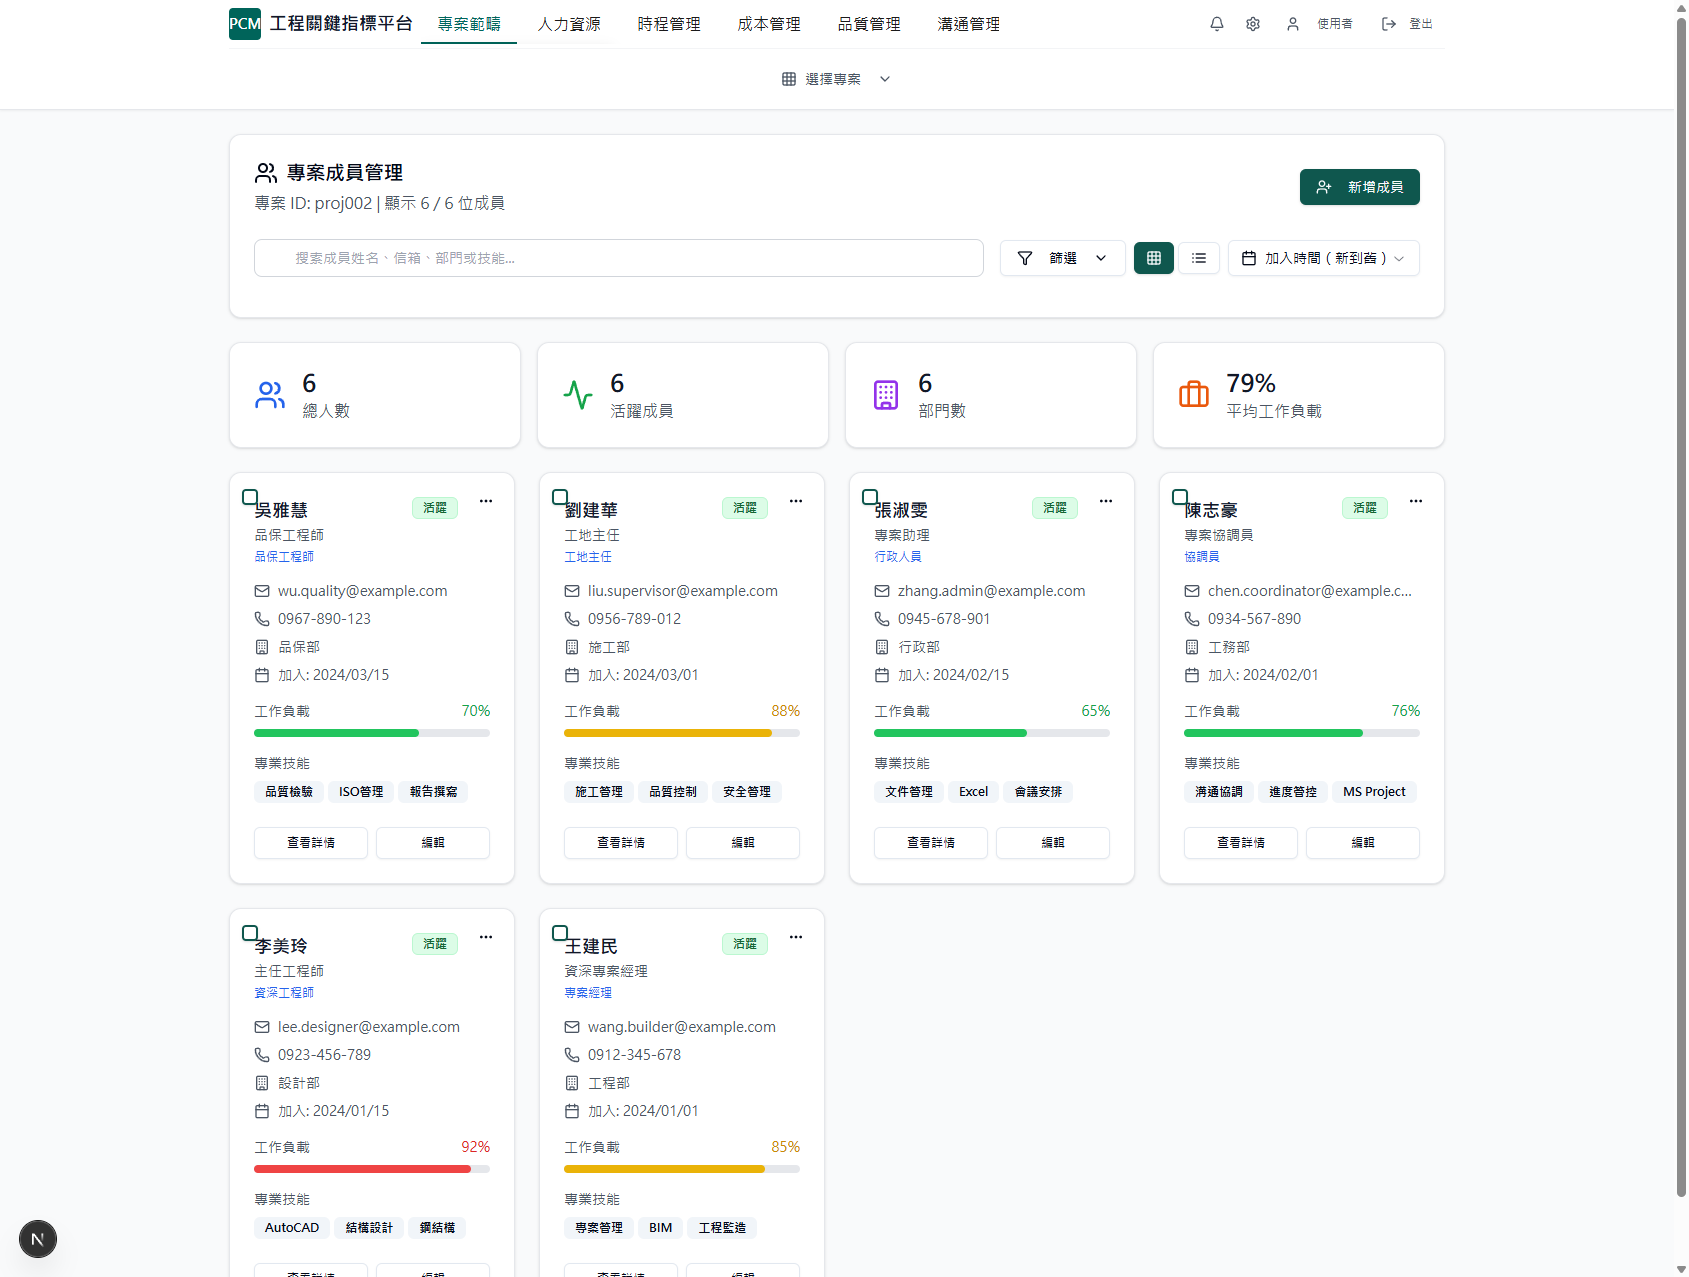 PCM 工程關鍵指標平台 專案範疇 人力資源 時程管理 成本管理 品質管理 溝通管理 使用者 登出
選擇專案
專案成員管理
專案 ID: proj002 | 顯示 6 / 6 位成員
新增成員
搜索成員姓名、信箱、部門或技能...
篩選
加入時間（新到舊）
6
總人數
6
活躍成員
6
部門數
79%
平均工作負載
吳雅慧
活躍
品保工程師
品保工程師
wu.quality@example.com
0967-890-123
品保部
加入: 2024/03/15
工作負載 70%
專業技能
品質檢驗 ISO管理 報告撰寫
查看詳情 編輯
劉建華
活躍
工地主任
工地主任
liu.supervisor@example.com
0956-789-012
施工部
加入: 2024/03/01
工作負載 88%
專業技能
施工管理 品質控制 安全管理
查看詳情 編輯
張淑雯
活躍
專案助理
行政人員
zhang.admin@example.com
0945-678-901
行政部
加入: 2024/02/15
工作負載 65%
專業技能
文件管理 Excel 會議安排
查看詳情 編輯
陳志豪
活躍
專案協調員
協調員
chen.coordinator@example.c...
0934-567-890
工務部
加入: 2024/02/01
工作負載 76%
專業技能
溝通協調 進度管控 MS Project
查看詳情 編輯
李美玲
活躍
主任工程師
資深工程師
lee.designer@example.com
0923-456-789
設計部
加入: 2024/01/15
工作負載 92%
專業技能
AutoCAD 結構設計 鋼結構
查看詳情 編輯
王建民
活躍
資深專案經理
專案經理
wang.builder@example.com
0912-345-678
工程部
加入: 2024/01/01
工作負載 85%
專業技能
專案管理 BIM 工程監造
查看詳情 編輯
N